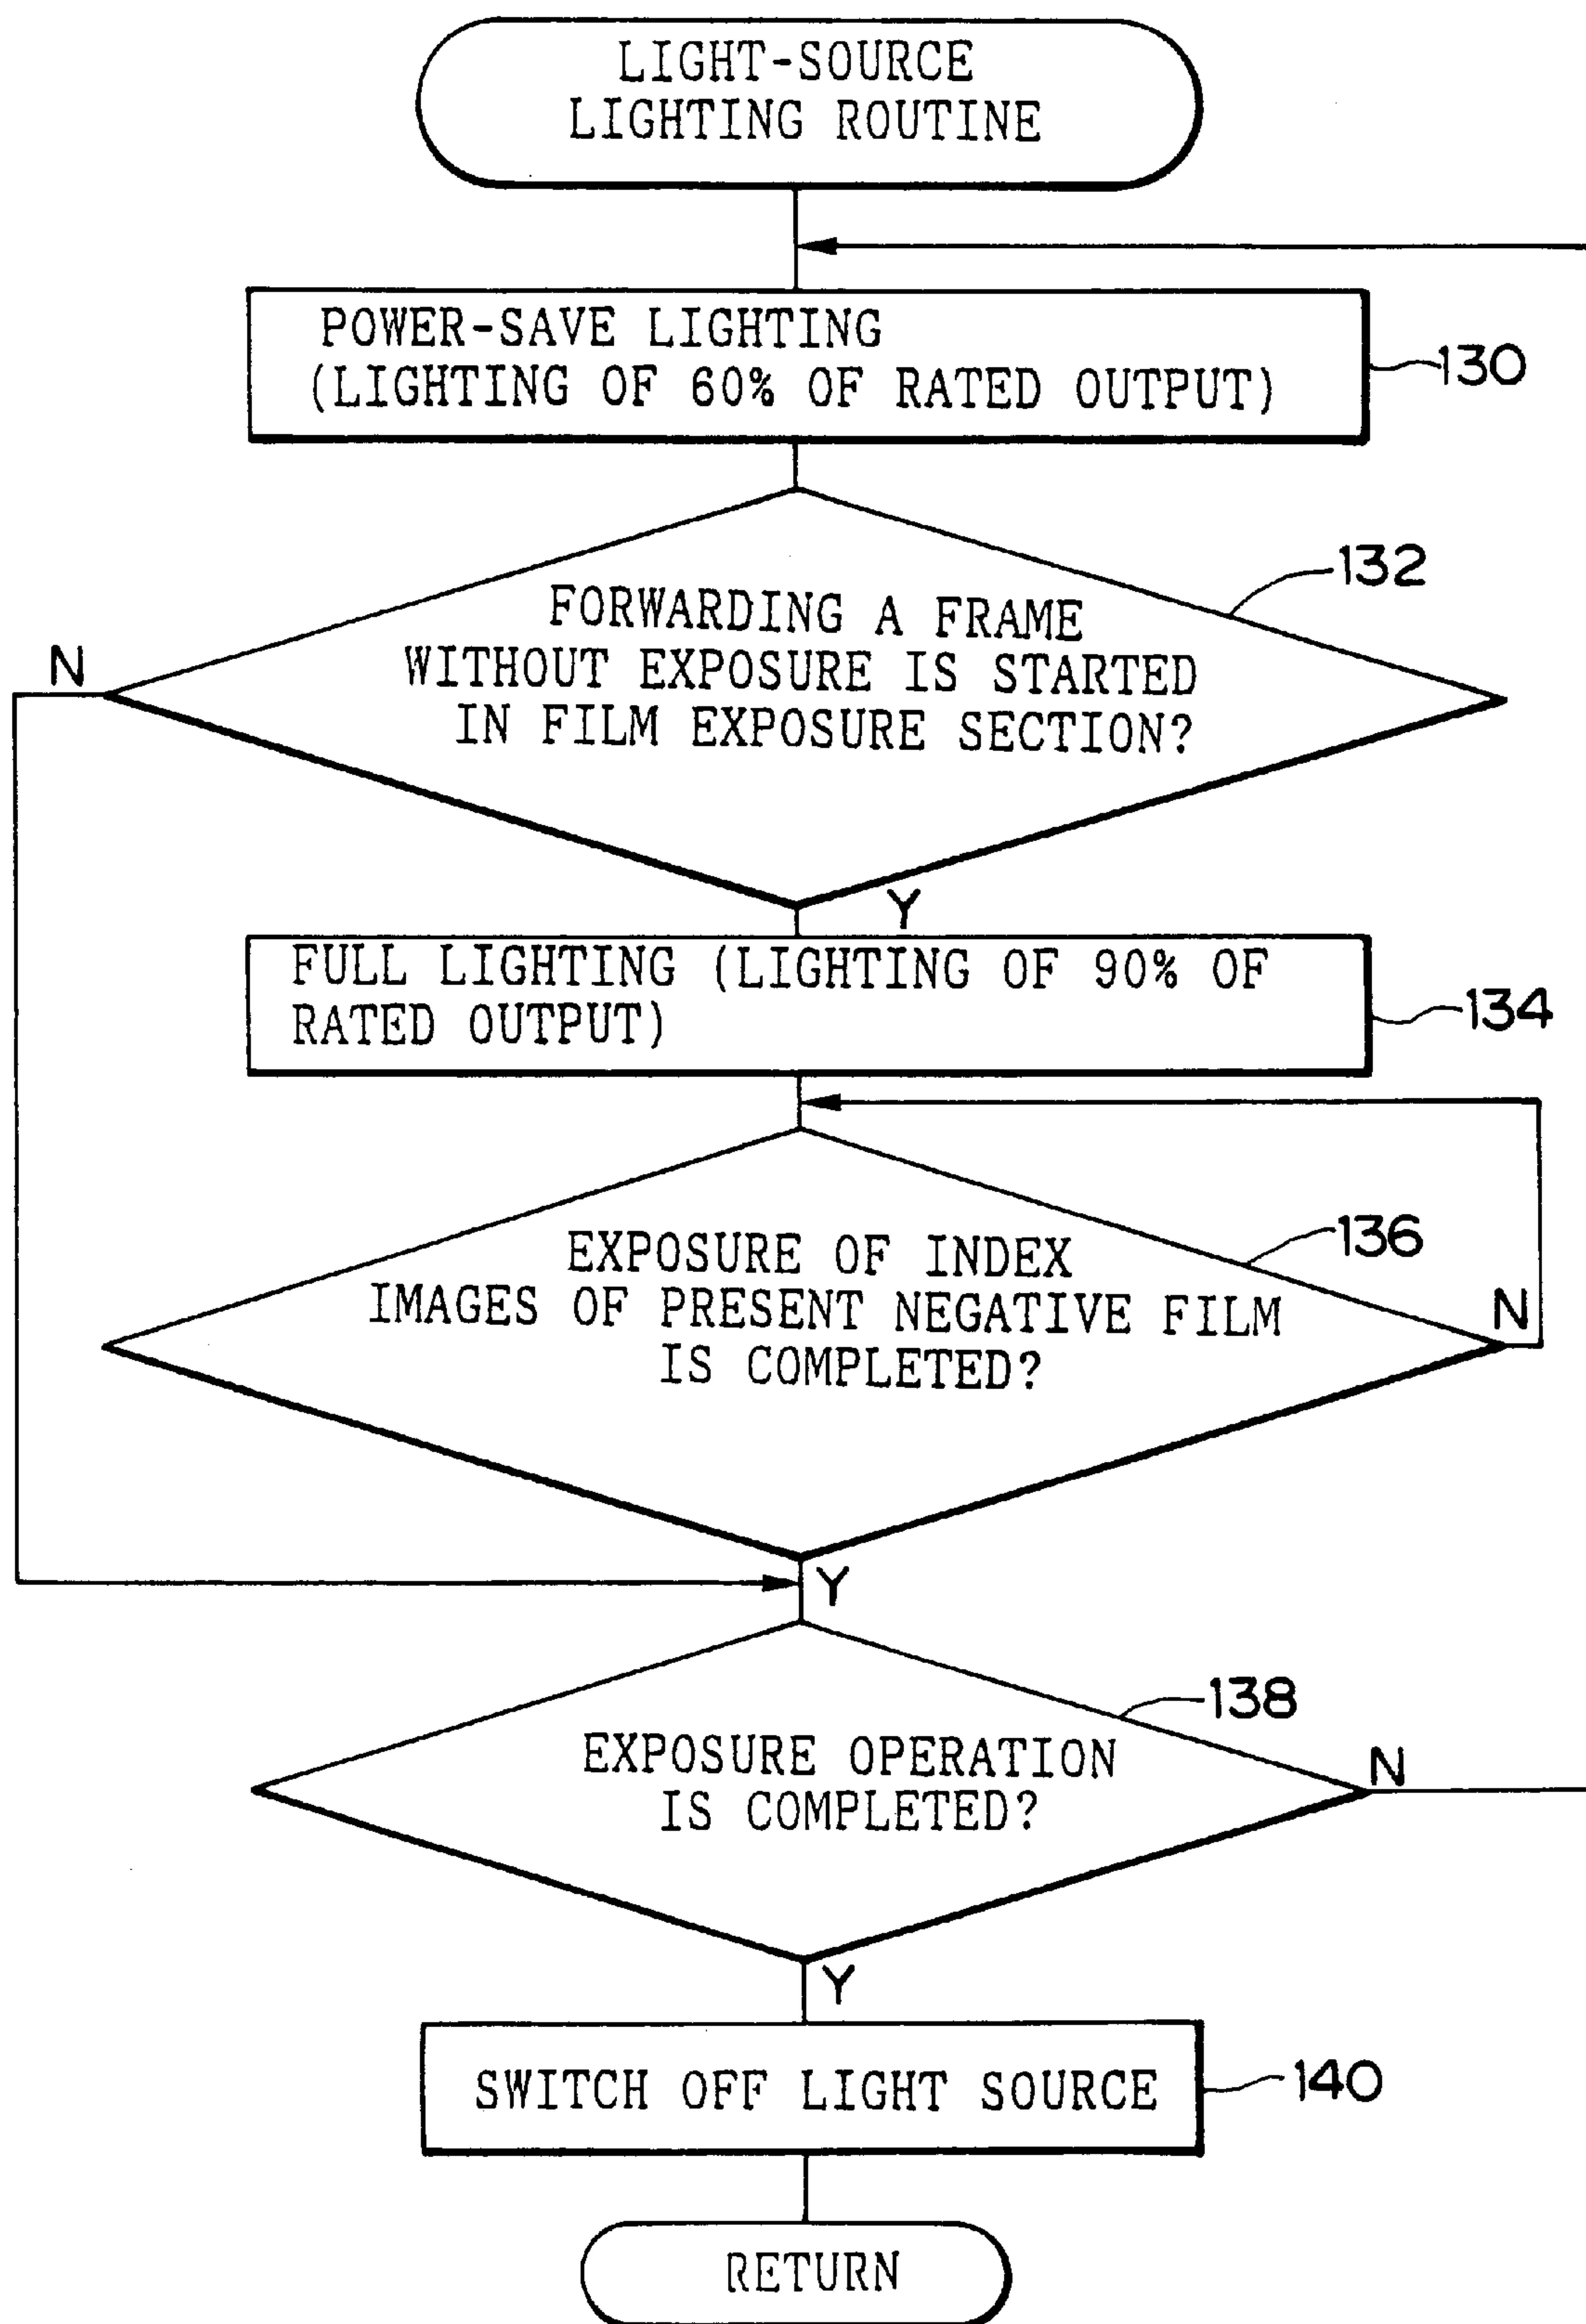 LIGHT-SOURCE
LIGHTING ROUTINE
POWER-SAVE LIGHTING
(LIGHTING OF 60% OF RATED OUTPUT)
130
132
FORWARDING A FRAME
WITHOUT EXPOSURE IS STARTED
IN FILM EXPOSURE SECTION?
N
Y
FULL LIGHTING (LIGHTING OF 90% OF
RATED OUTPUT)
134
136
EXPOSURE OF INDEX
IMAGES OF PRESENT NEGATIVE FILM
IS COMPLETED?
N
Y
138
EXPOSURE OPERATION
IS COMPLETED?
N
Y
SWITCH OFF LIGHT SOURCE
140
RETURN